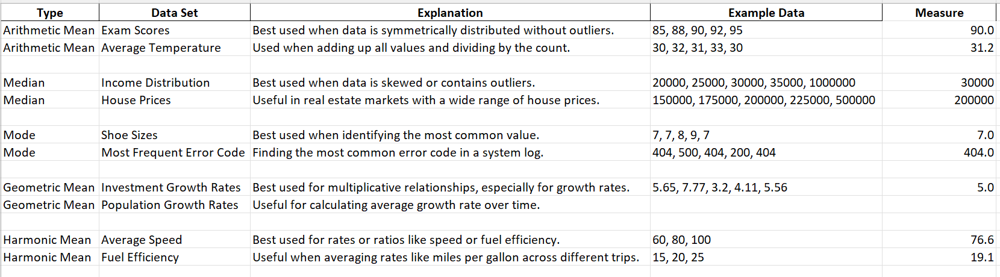 Type Data Set Explanation Example Data Measure
Arithmetic Mean Exam Scores Best used when data is symmetrically distributed without outliers. 85, 88, 90, 92, 95 90.0
Arithmetic Mean Average Temperature Used when adding up all values and dividing by the count. 30, 32, 31, 33, 30 31.2
Median Income Distribution Best used when data is skewed or contains outliers. 20000, 25000, 30000, 35000, 1000000 30000
Median House Prices Useful in real estate markets with a wide range of house prices. 150000, 175000, 200000, 225000, 500000 200000
Mode Shoe Sizes Best used when identifying the most common value. 7, 7, 8, 9, 7 7.0
Mode Most Frequent Error Code Finding the most common error code in a system log. 404, 500, 404, 200, 404 404.0
Geometric Mean Investment Growth Rates Best used for multiplicative relationships, especially for growth rates. 5.65, 7.77, 3.2, 4.11, 5.56 5.0
Geometric Mean Population Growth Rates Useful for calculating average growth rate over time.
Harmonic Mean Average Speed Best used for rates or ratios like speed or fuel efficiency. 60, 80, 100 76.6
Harmonic Mean Fuel Efficiency Useful when averaging rates like miles per gallon across different trips. 15, 20, 25 19.1